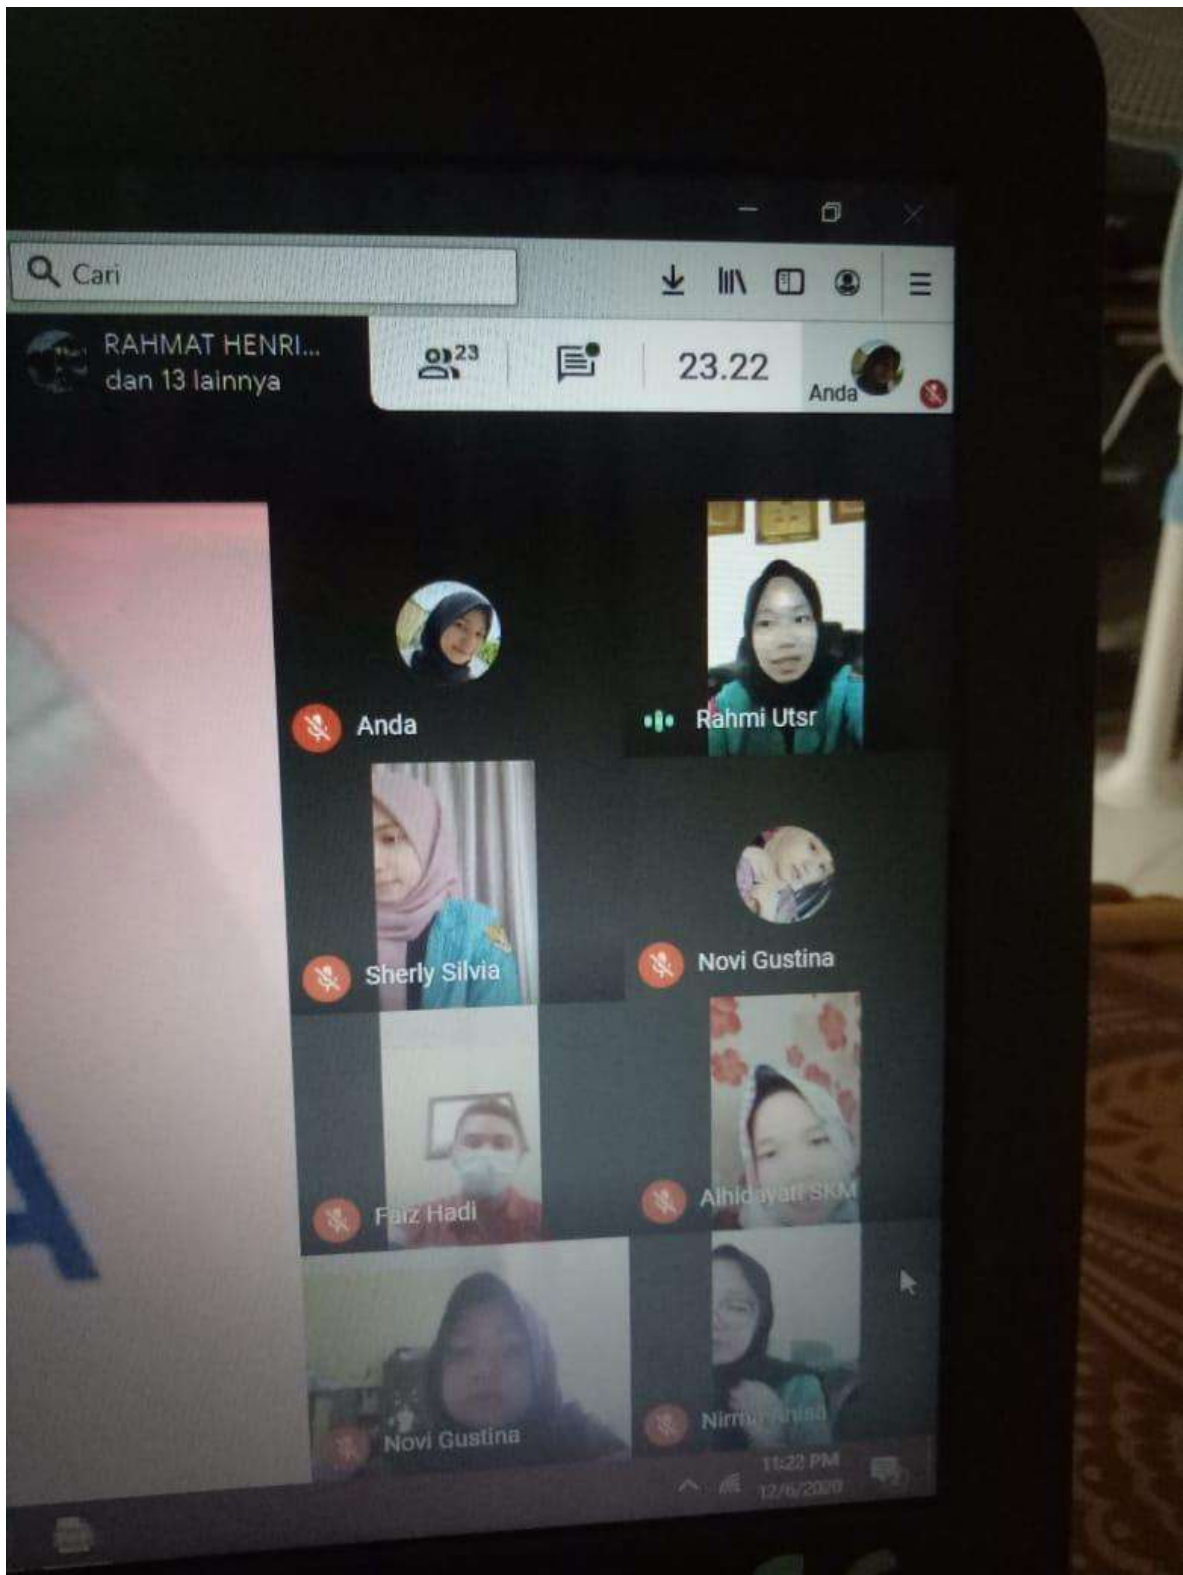 Cari
RAHMAT HENRI...
dan 13 lainnya
23
23.22
Anda
Anda
Rahmi Utsr
Sherly Silvia
Novi Gustina
Faiz Hadi
Alhidayati SKM
Novi Gustina
Anisa
11:22 PM
12/6/2020